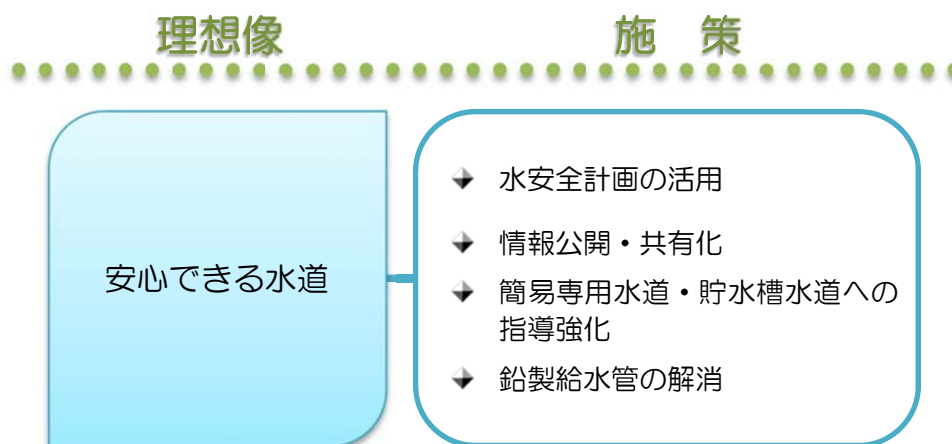 理想像
施 策
安心できる水道
水安全計画の活用
情報公開・共有化
簡易専用水道・貯水槽水道への
指導強化
鉛製給水管の解消